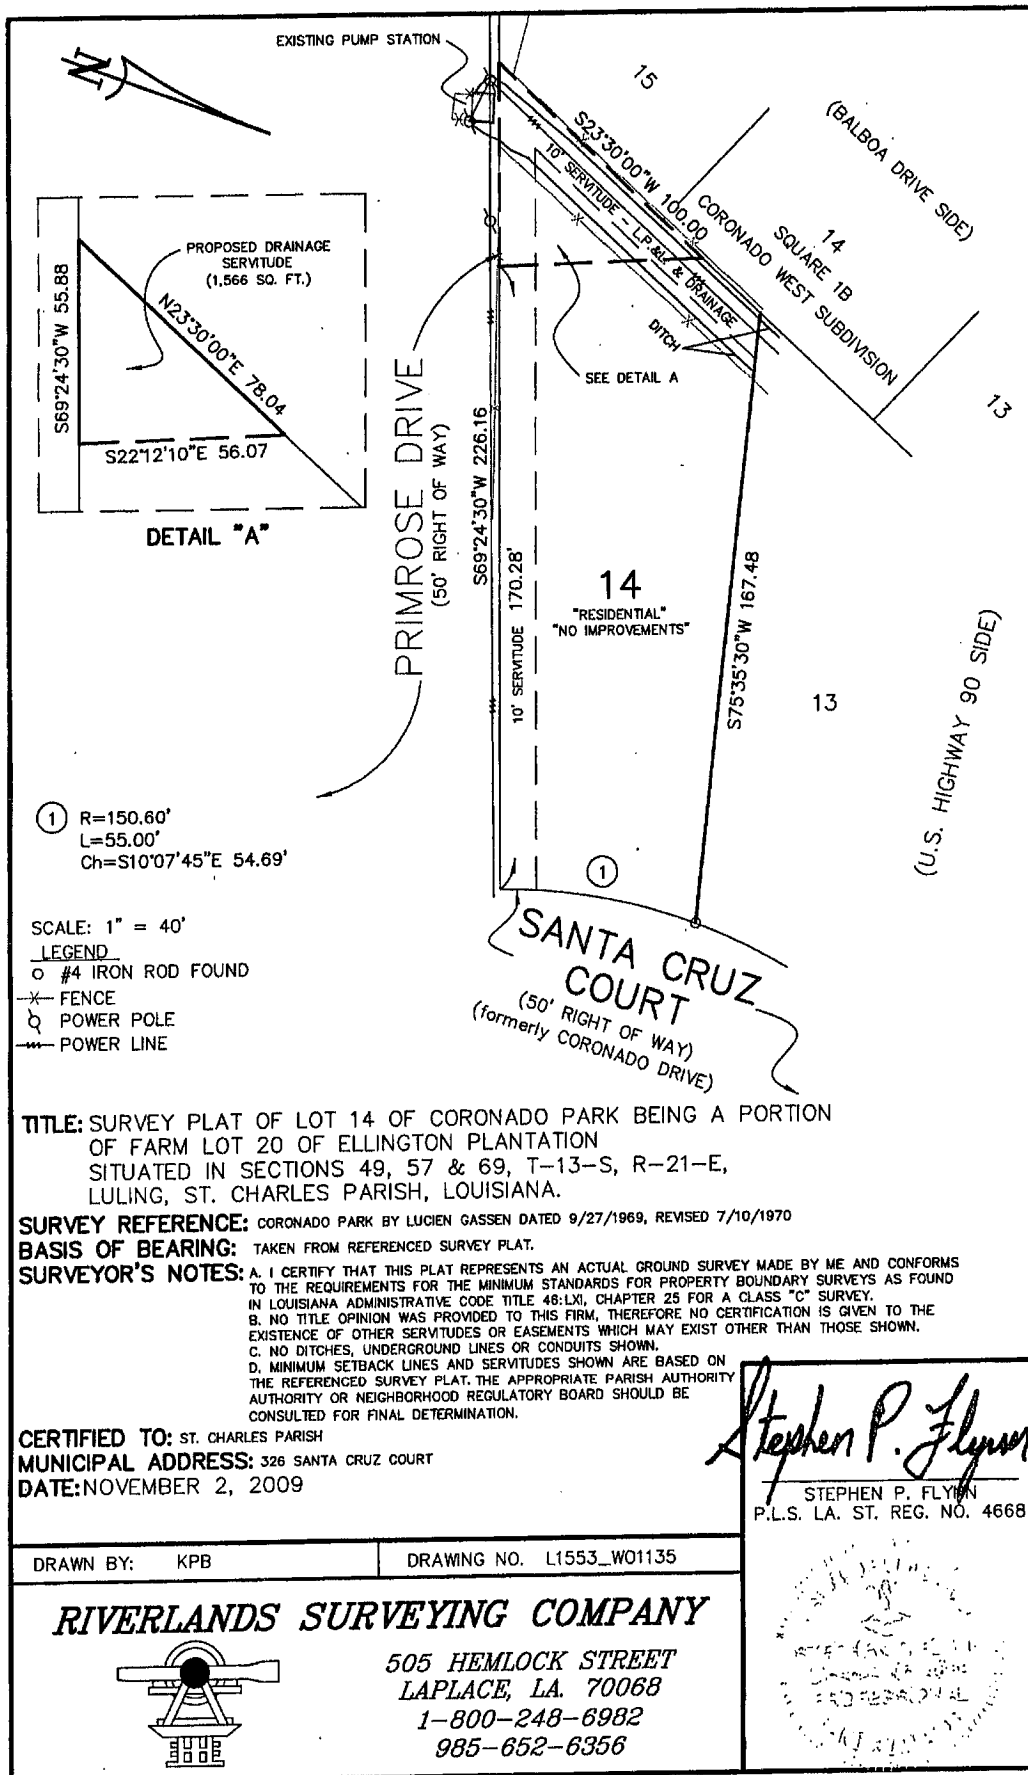 EXISTING PUMP STATION
N
15
(BALBOA DRIVE SIDE)
S23°30'00"W 100.00
10' SERVITUDE - L.P.&L. & DRAINAGE
CORONADO WEST SUBDIVISION
SQUARE 1B
14
13
DITCH
SEE DETAIL A
PROPOSED DRAINAGE
SERVITUDE
(1,566 SQ. FT.)
S69°24'30"W 55.88
N23°30'00"E 78.04
S22°12'10"E 56.07
DETAIL "A"
PRIMROSE DRIVE
(50' RIGHT OF WAY)
S69°24'30"W 226.16
10' SERVITUDE 170.28'
14
"RESIDENTIAL"
"NO IMPROVEMENTS"
S75°35'30"W 167.48
13
(U.S. HIGHWAY 90 SIDE)
1
R=150.60'
L=55.00'
Ch=S10°07'45"E 54.69'
1
SANTA CRUZ
COURT
(50' RIGHT OF WAY)
(formerly CORONADO DRIVE)
SCALE: 1" = 40'
LEGEND
#4 IRON ROD FOUND
FENCE
POWER POLE
POWER LINE
TITLE: SURVEY PLAT OF LOT 14 OF CORONADO PARK BEING A PORTION
OF FARM LOT 20 OF ELLINGTON PLANTATION
SITUATED IN SECTIONS 49, 57 & 69, T-13-S, R-21-E,
LULING, ST. CHARLES PARISH, LOUISIANA.
SURVEY REFERENCE: CORONADO PARK BY LUCIEN GASSEN DATED 9/27/1969, REVISED 7/10/1970
BASIS OF BEARING: TAKEN FROM REFERENCED SURVEY PLAT.
SURVEYOR'S NOTES: A. I CERTIFY THAT THIS PLAT REPRESENTS AN ACTUAL GROUND SURVEY MADE BY ME AND CONFORMS
TO THE REQUIREMENTS FOR THE MINIMUM STANDARDS FOR PROPERTY BOUNDARY SURVEYS AS FOUND
IN LOUISIANA ADMINISTRATIVE CODE TITLE 46:LXI, CHAPTER 25 FOR A CLASS "C" SURVEY.
B. NO TITLE OPINION WAS PROVIDED TO THIS FIRM, THEREFORE NO CERTIFICATION IS GIVEN TO THE
EXISTENCE OF OTHER SERVITUDES OR EASEMENTS WHICH MAY EXIST OTHER THAN THOSE SHOWN.
C. NO DITCHES, UNDERGROUND LINES OR CONDUITS SHOWN.
D. MINIMUM SETBACK LINES AND SERVITUDES SHOWN ARE BASED ON
THE REFERENCED SURVEY PLAT. THE APPROPRIATE PARISH AUTHORITY
AUTHORITY OR NEIGHBORHOOD REGULATORY BOARD SHOULD BE
CONSULTED FOR FINAL DETERMINATION.
CERTIFIED TO: ST. CHARLES PARISH
MUNICIPAL ADDRESS: 326 SANTA CRUZ COURT
DATE: NOVEMBER 2, 2009
Stephen P. Flynn
STEPHEN P. FLYNN
P.L.S. LA. ST. REG. NO. 4668
DRAWN BY: KPB
DRAWING NO. L1553_W01135
RIVERLANDS SURVEYING COMPANY
505 HEMLOCK STREET
LAPLACE, LA. 70068
1-800-248-6982
985-652-6356
PROFESSIONAL